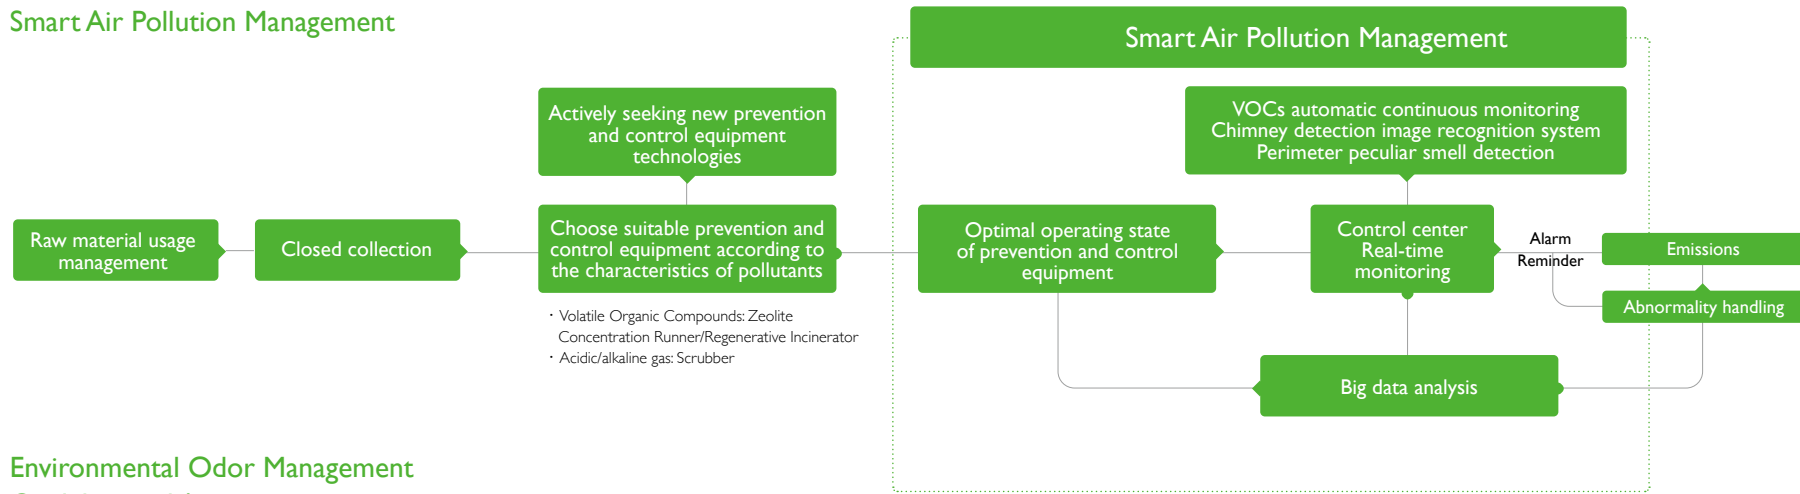 Smart Air Pollution Management
Smart Air Pollution Management
Actively seeking new prevention
and control equipment
technologies
VOCs automatic continuous monitoring
Chimney detection image recognition system
Perimeter peculiar smell detection
Raw material usage
management
Closed collection
Choose suitable prevention and
control equipment according to
the characteristics of pollutants
Optimal operating state
of prevention and control
equipment
Control center
Real-time
monitoring
Alarm
Reminder
Emissions
Abnormality handling
· Volatile Organic Compounds: Zeolite
Concentration Runner/Regenerative Incinerator
· Acidic/alkaline gas: Scrubber
Big data analysis
Environmental Odor Management